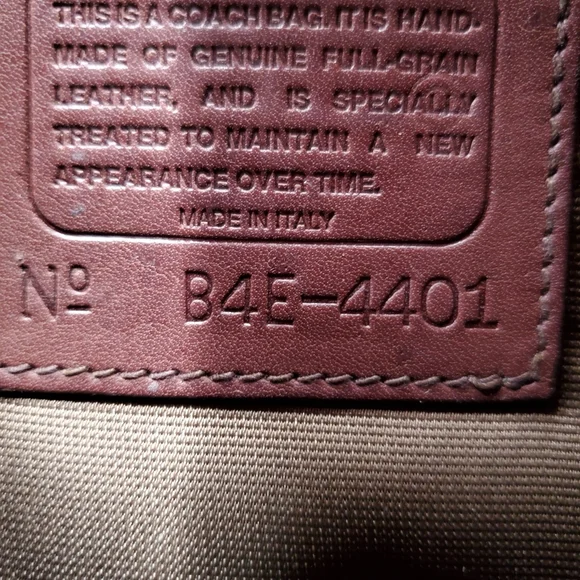 THIS IS A COACH BAG. IT IS HAND-
MADE OF GENUINE FULL-GRAIN
LEATHER, AND IS SPECIALLY
TREATED TO MAINTAIN A NEW
APPEARANCE OVER TIME.
MADE IN ITALY
Nº B4E-4401